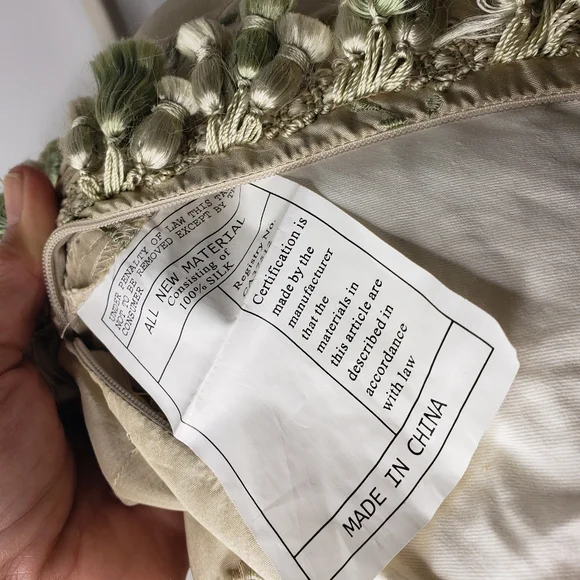 UNDER PENALTY OF LAW THIS TA
NOT TO BE REMOVED EXCEPT BY T
CONSUMER
ALL NEW MATERIAL
Consisting of
100% SILK
Registry No.
Certification is
made by the
manufacturer
that the
materials in
this article are
described in
accordance
with law
MADE IN CHINA